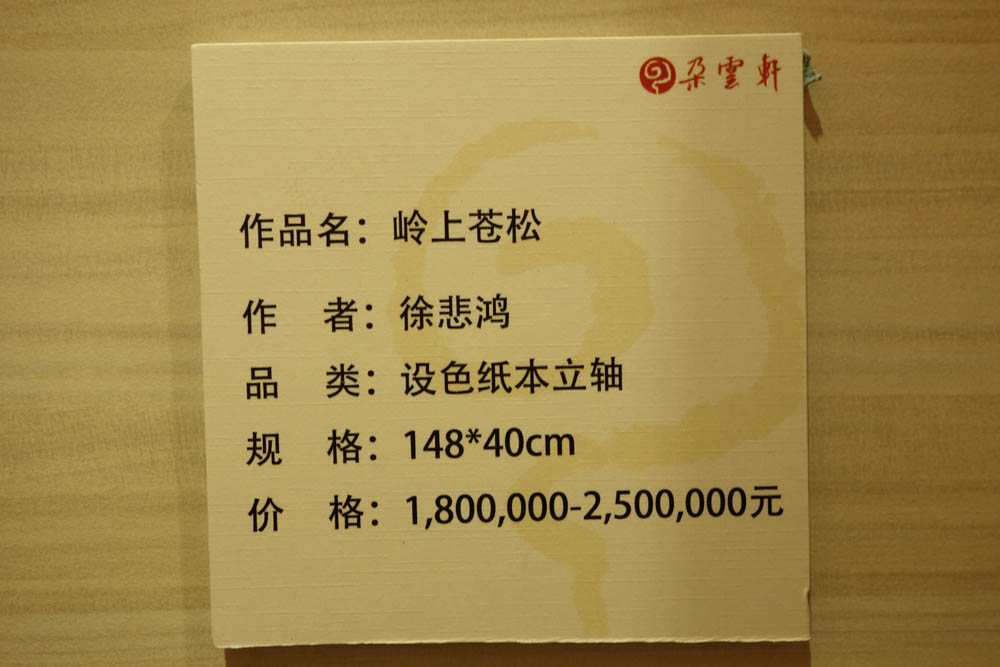 朵雲軒
作品名：岭上苍松
作　者：徐悲鸿
品　类：设色纸本立轴
规　格：148*40cm
价　格：1,800,000-2,500,000元